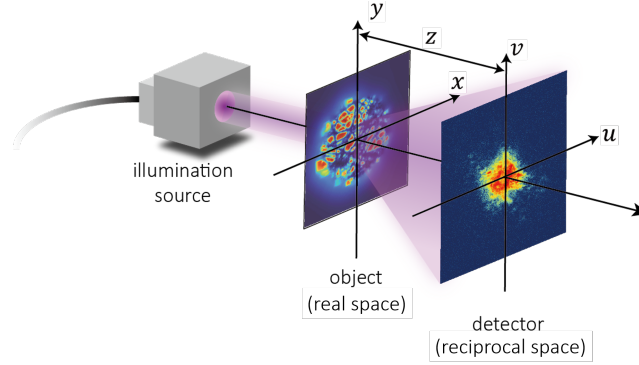 y
z
v
x
u
illumination
source
object
(real space)
detector
(reciprocal space)